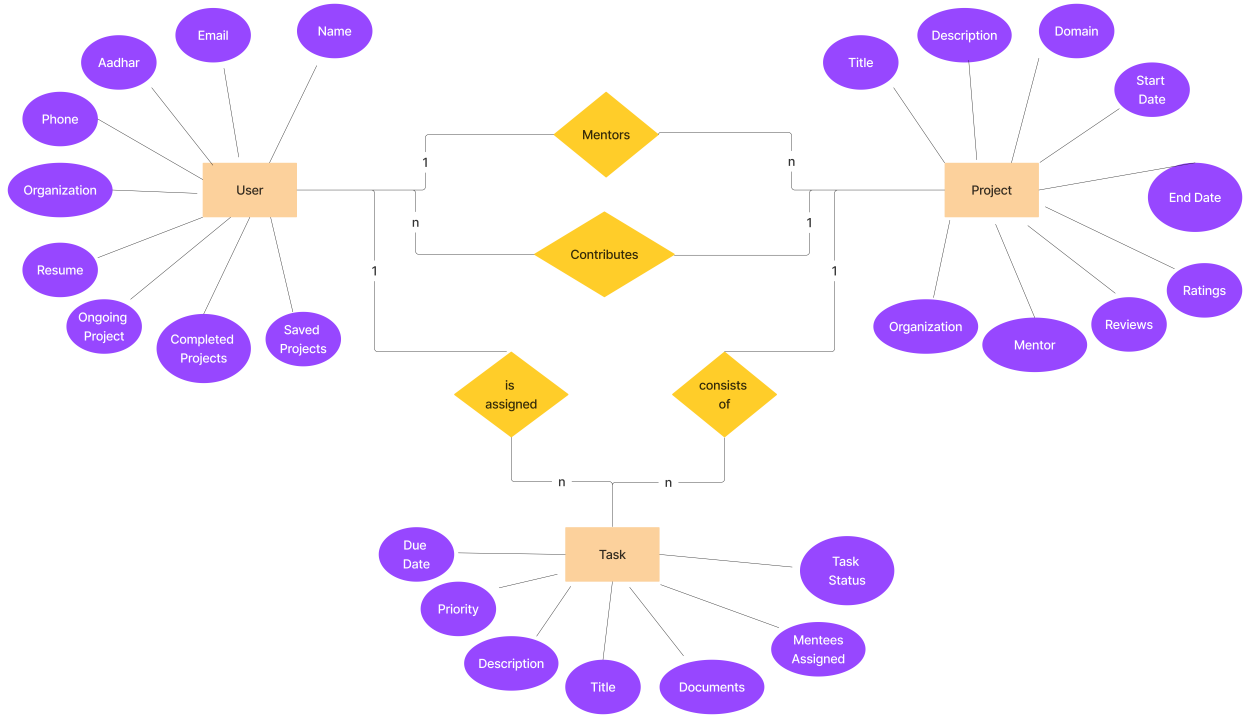 Name
Email
Aadhar
Phone
Organization
Resume
Ongoing
Project
Completed
Projects
Saved
Projects
User
Mentors
1
n
Contributes
n
1
Title
Description
Domain
Start
Date
End Date
Ratings
Reviews
Mentor
Organization
Project
1
1
is
assigned
consists
of
n
n
Task
Due
Date
Priority
Description
Title
Documents
Mentees
Assigned
Task
Status